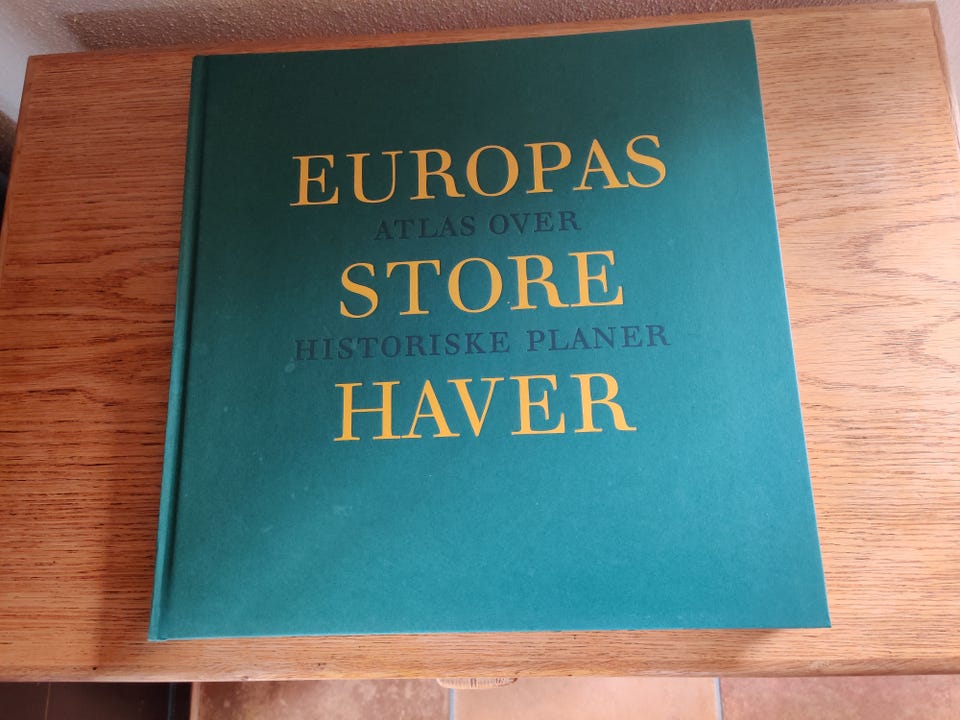 EUROPAS
ATLAS OVER
STORE
HISTORISKE PLANER
HAVER